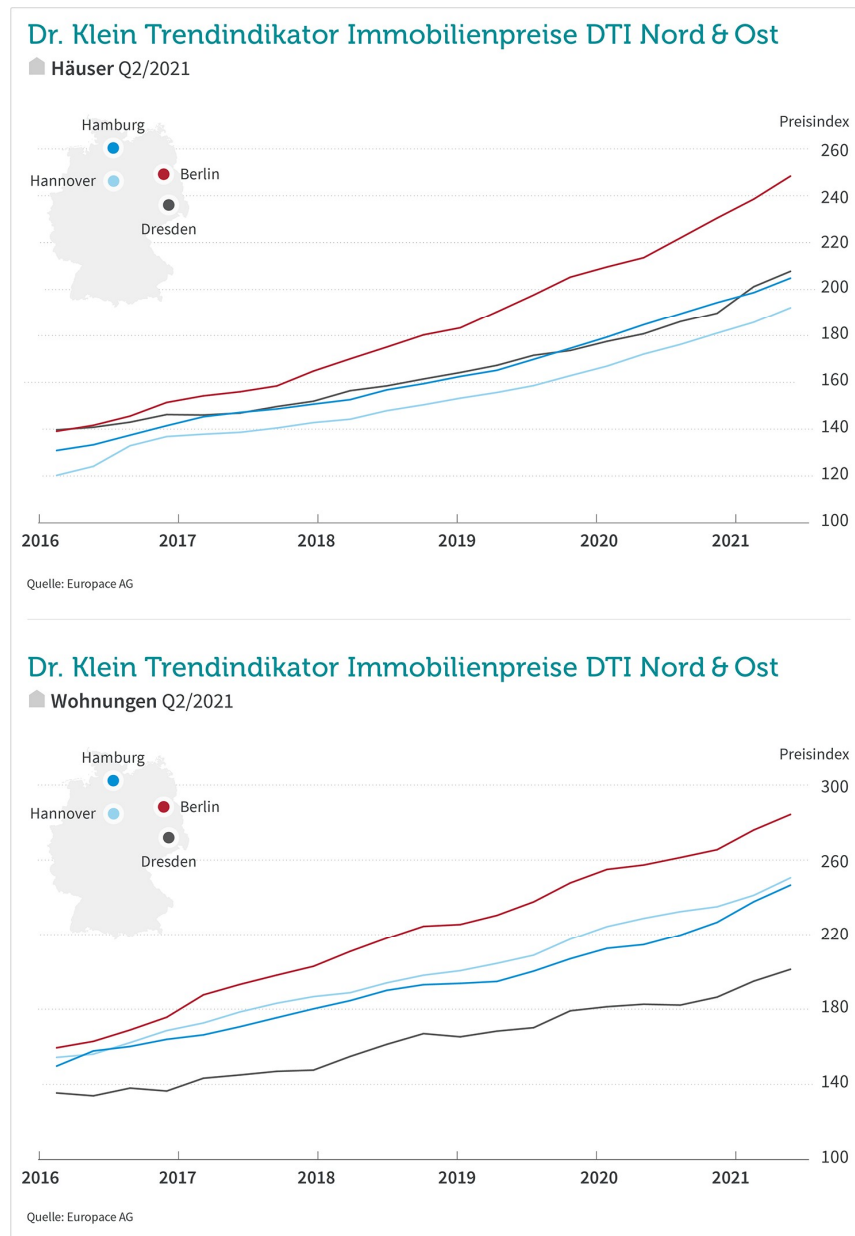 Dr. Klein Trendindikator Immobilienpreise DTI Nord & Ost
Häuser Q2/2021
Hamburg
Hannover
Berlin
Dresden
Preisindex
260
240
220
200
180
160
140
120
100
2016 2017 2018 2019 2020 2021
Quelle: Europace AG
Dr. Klein Trendindikator Immobilienpreise DTI Nord & Ost
Wohnungen Q2/2021
Hamburg
Hannover
Berlin
Dresden
Preisindex
300
260
220
180
140
100
2016 2017 2018 2019 2020 2021
Quelle: Europace AG